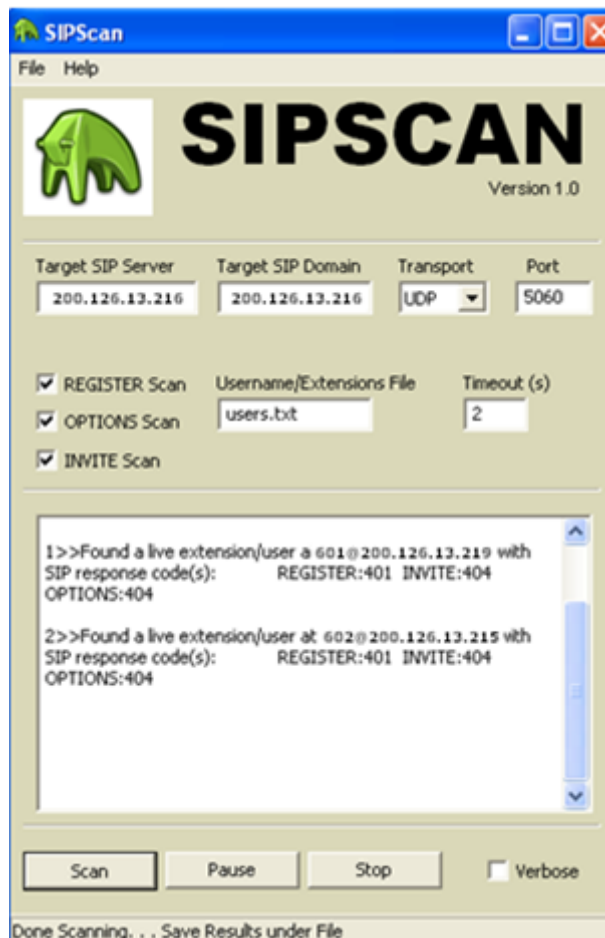 SIPScan
File Help
SIPSCAN
Version 1.0
Target SIP Server Target SIP Domain Transport Port
200.126.13.216 200.126.13.216 UDP 5060
REGISTER Scan Username/Extensions File Timeout (s)
OPTIONS Scan users.txt 2
INVITE Scan
1>>Found a live extension/user a 601@200.126.13.219 with
SIP response code(s): REGISTER:401 INVITE:404
OPTIONS:404
2>>Found a live extension/user at 602@200.126.13.215 with
SIP response code(s): REGISTER:401 INVITE:404
OPTIONS:404
Scan Pause Stop Verbose
Done Scanning. . . Save Results under File